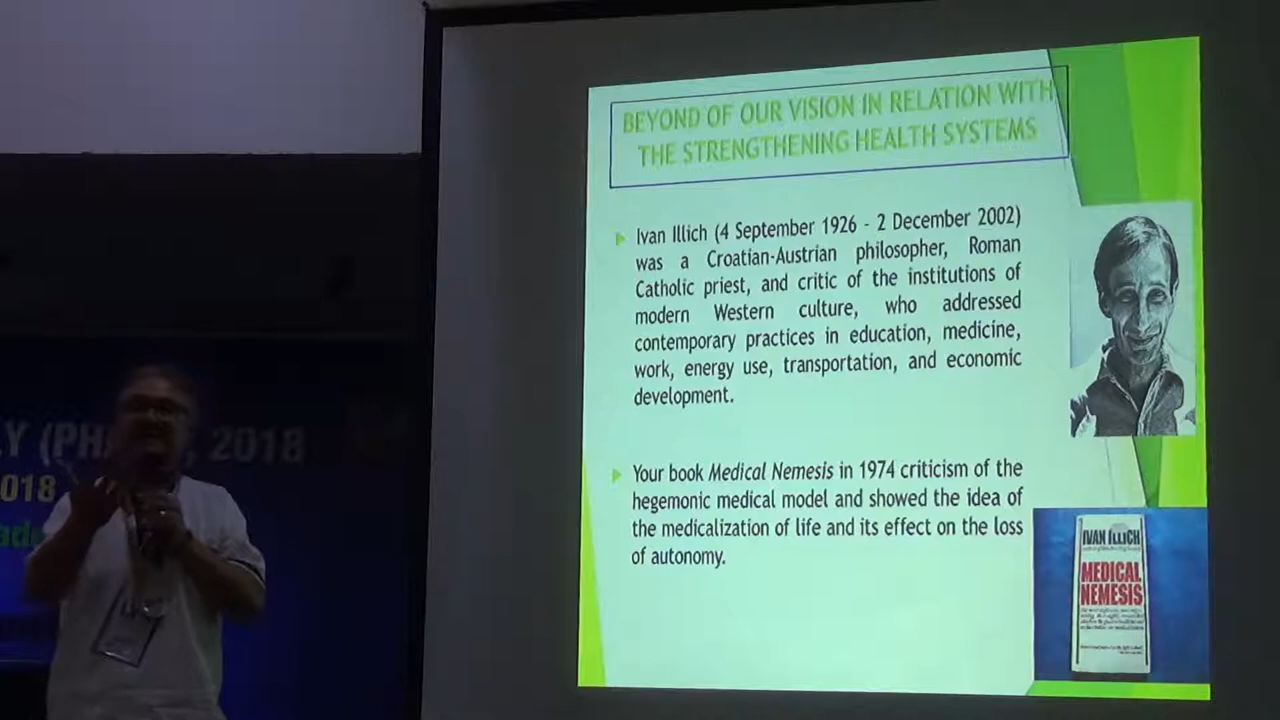 BEYOND OF OUR VISION IN RELATION WITH
THE STRENGTHENING HEALTH SYSTEMS
Ivan Illich (4 September 1926 - 2 December 2002)
was a Croatian-Austrian philosopher, Roman
Catholic priest, and critic of the institutions of
modern Western culture, who addressed
contemporary practices in education, medicine,
work, energy use, transportation, and economic
development.
Your book Medical Nemesis in 1974 criticism of the
hegemonic medical model and showed the idea of
the medicalization of life and its effect on the loss
of autonomy.
IVAN ILLICH
MEDICAL
NEMESIS
2018
018